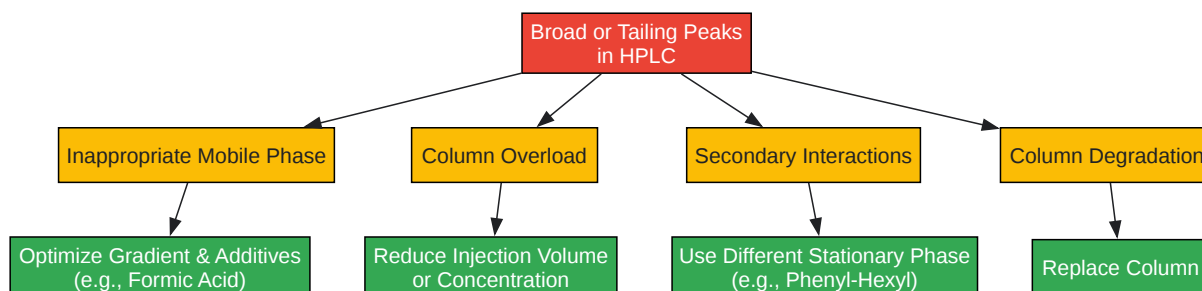 Broad or Tailing Peaks
in HPLC
Inappropriate Mobile Phase
Column Overload
Secondary Interactions
Column Degradation
Optimize Gradient & Additives
(e.g., Formic Acid)
Reduce Injection Volume
or Concentration
Use Different Stationary Phase
(e.g., Phenyl-Hexyl)
Replace Column